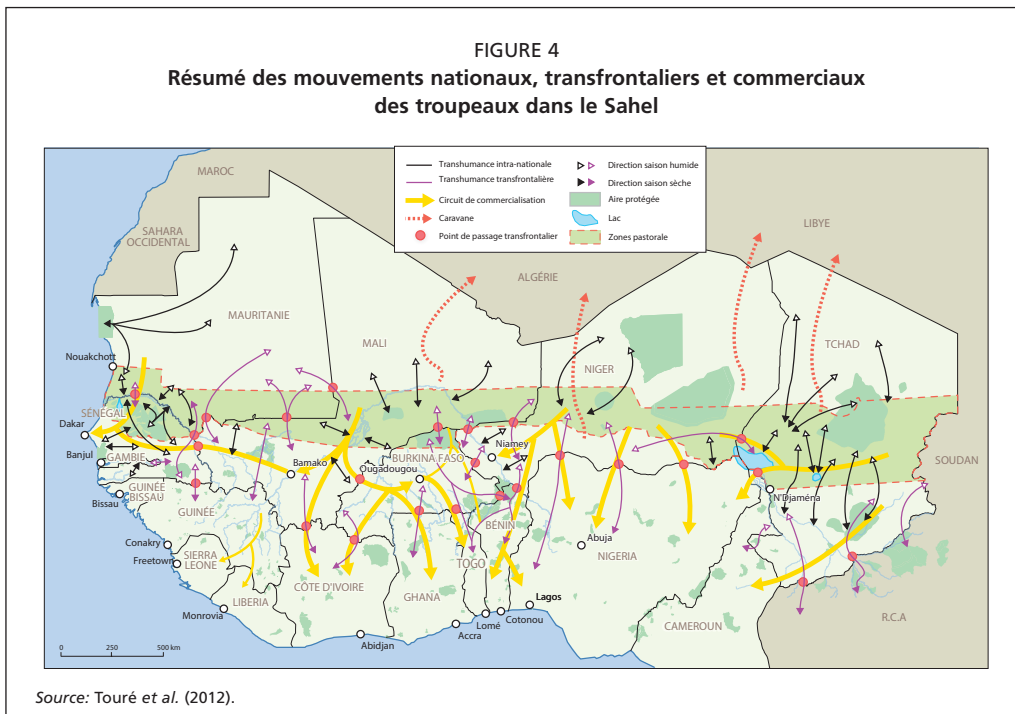 FIGURE 4
Résumé des mouvements nationaux, transfrontaliers et commerciaux
des troupeaux dans le Sahel
Transhumance intra-nationale
Transhumance transfrontalière
Circuit de commercialisation
Caravane
Point de passage transfrontalier
Direction saison humide
Direction saison sèche
Aire protégée
Lac
Zones pastorale
MAROC
SAHARA
OCCIDENTAL
ALGÉRIE
LIBYE
MAURITANIE
MALI
NIGER
TCHAD
Nouakchott
SÉNÉGAL
Dakar
Banjul
GAMBIE
GUINÉE
BISSAU
Bissau
GUINÉE
Bamako
Ougadougou
BURKINA FASO
Niamey
SOUDAN
N'Djaména
Conakry
Freetown
SIERRA
LEONE
LIBERIA
Monrovia
CÔTE D'IVOIRE
Abidjan
GHANA
Accra
TOGO
Lomé
BÉNIN
Cotonou
Lagos
Abuja
NIGERIA
CAMEROUN
R.C.A
0 250 500 km
Source: Touré et al. (2012).